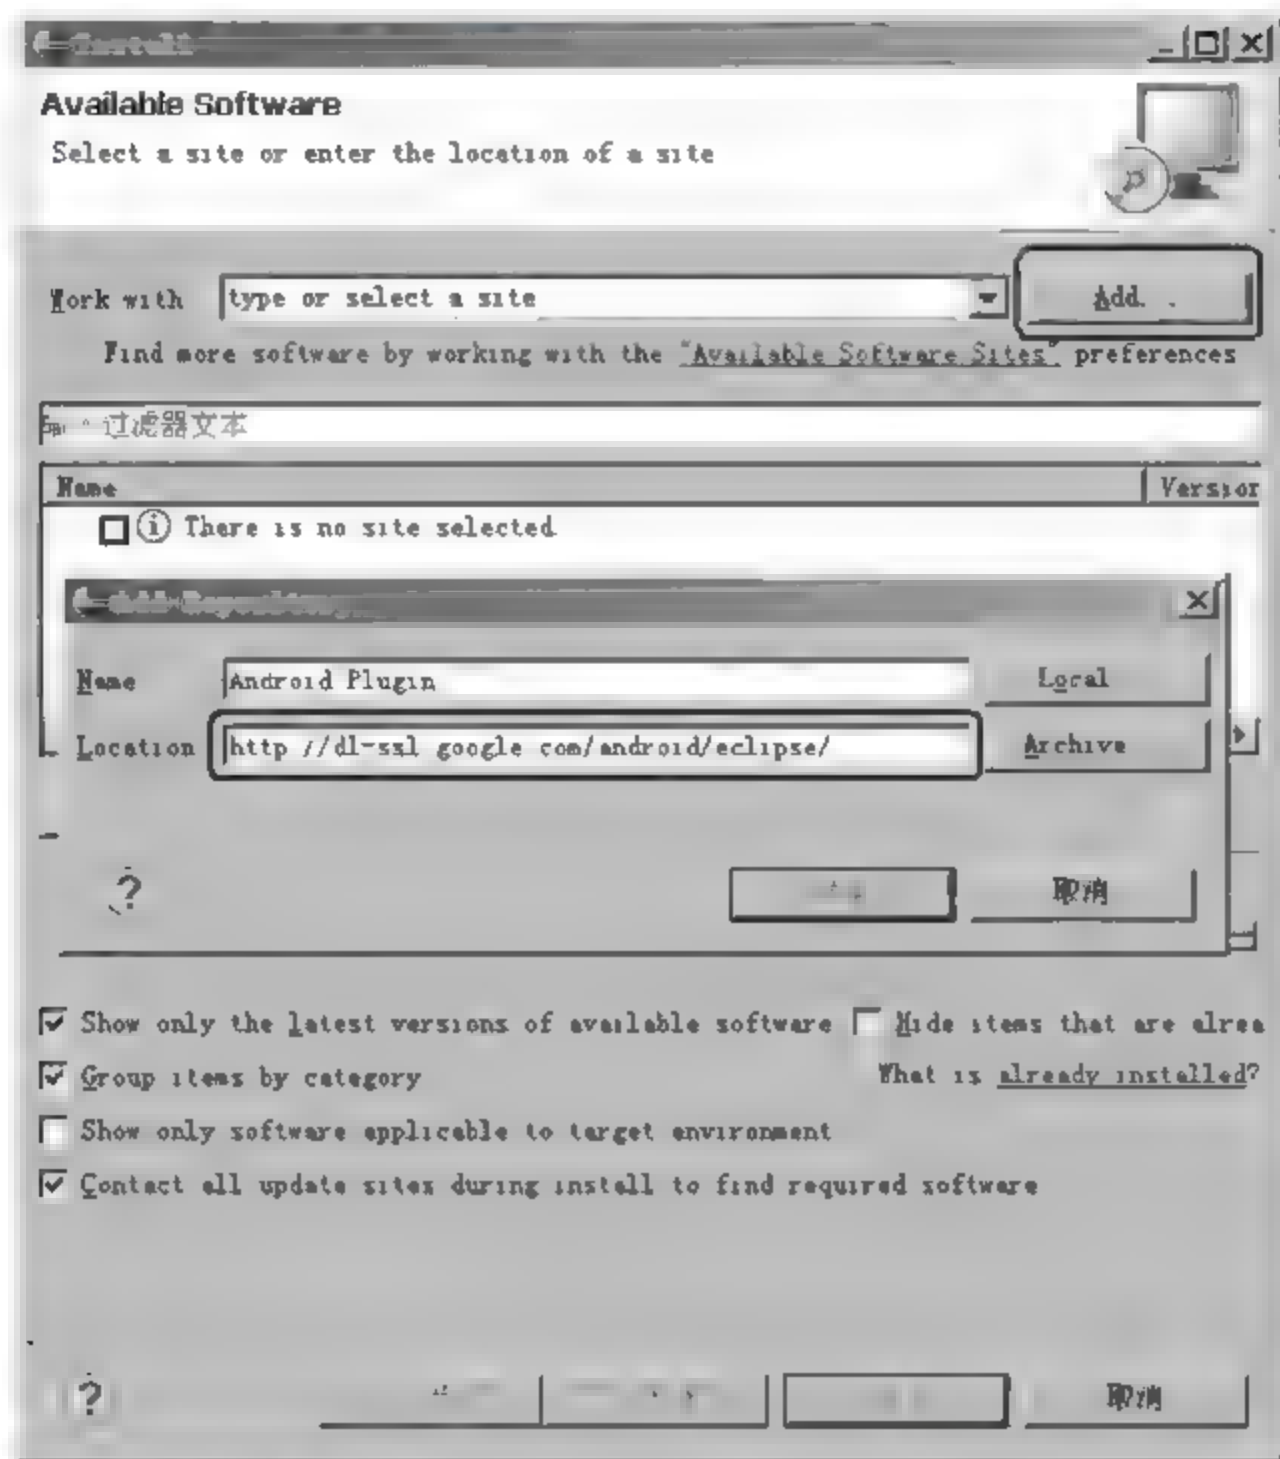 Install
Available Software
Select a site or enter the location of a site
Work with type or select a site Add. .
Find more software by working with the "Available Software Sites" preferences
过滤器文本
Name Version
There is no site selected
Add Repository
Name Android Plugin Local
Location http //dl-ssl google com/android/eclipse/ Archive
? 取消
Show only the latest versions of available software Hide items that are alrea
Group items by category What is already installed?
Show only software applicable to target environment
Contact all update sites during install to find required software
? 取消